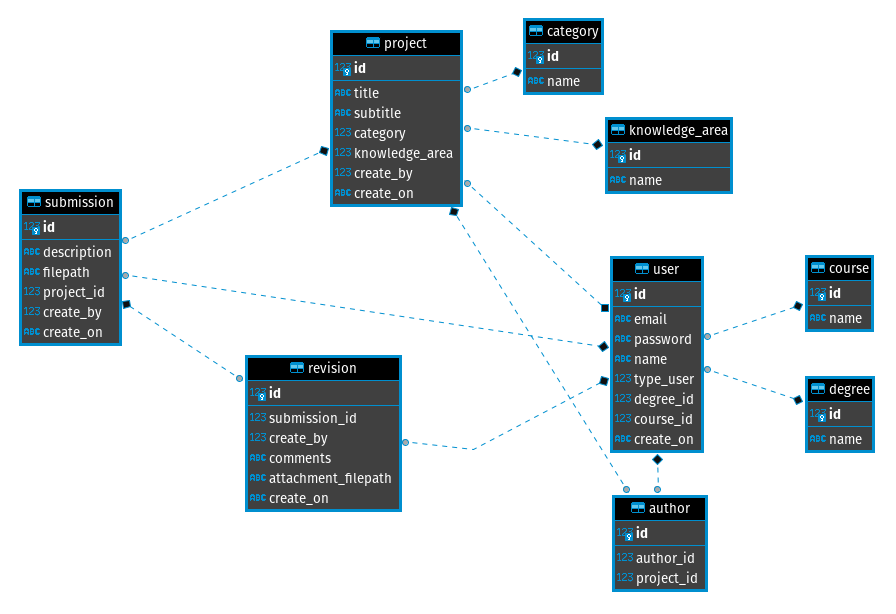 project
123 id
ABC title
ABC subtitle
123 category
123 knowledge_area
123 create_by
ABC create_on
category
123 id
ABC name
knowledge_area
123 id
ABC name
submission
123 id
ABC description
ABC filepath
123 project_id
123 create_by
ABC create_on
user
123 id
ABC email
ABC password
ABC name
123 type_user
123 degree_id
123 course_id
ABC create_on
course
123 id
ABC name
degree
123 id
ABC name
revision
123 id
123 submission_id
123 create_by
ABC comments
ABC attachment_filepath
ABC create_on
author
123 id
123 author_id
123 project_id